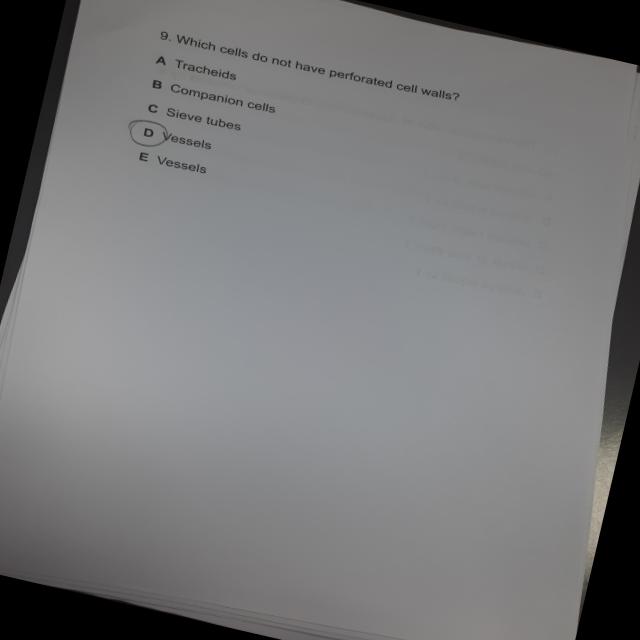 9. Which cells do not have perforated cell walls?
A Tracheids
B Companion cells
C Sieve tubes
D Vessels
E Vessels